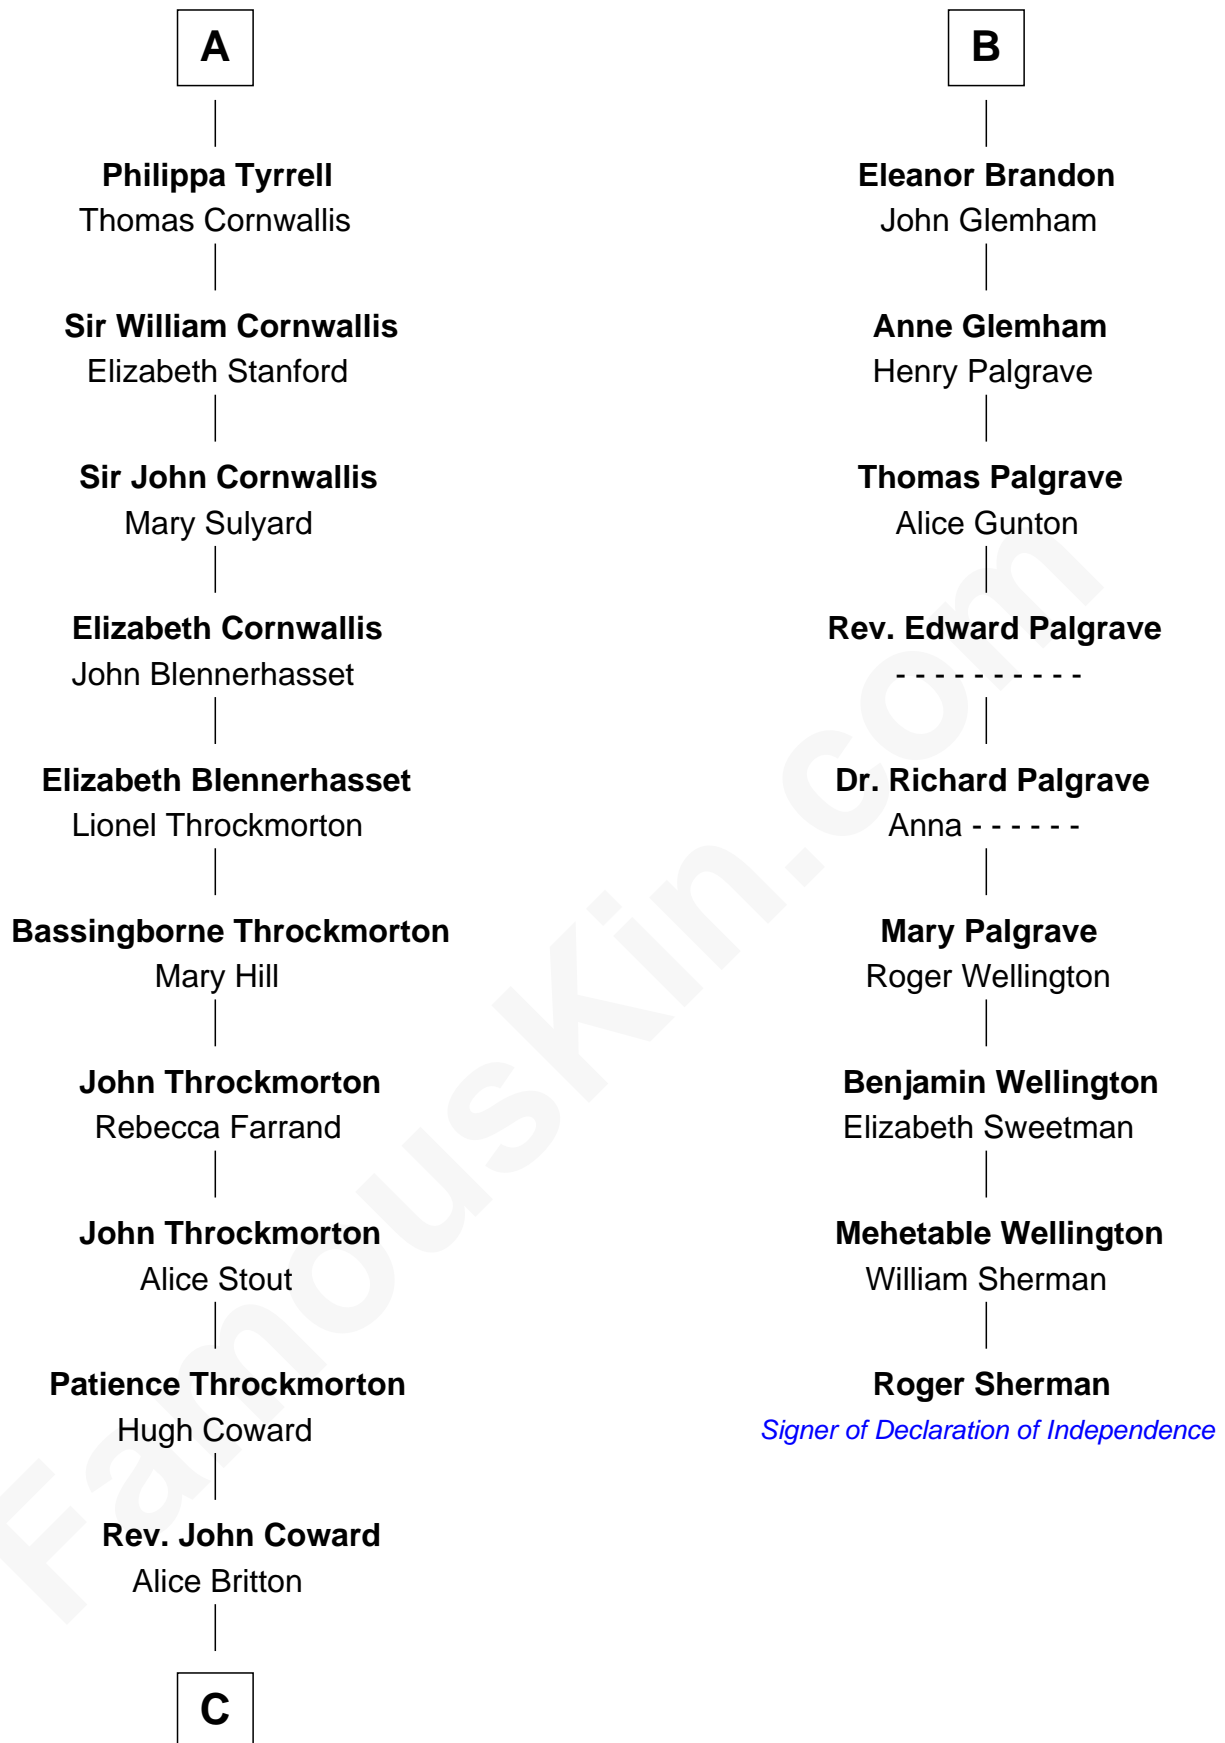 A
Philippa Tyrrell
Thomas Cornwallis
Sir William Cornwallis
Elizabeth Stanford
Sir John Cornwallis
Mary Sulyard
Elizabeth Cornwallis
John Blennerhasset
Elizabeth Blennerhasset
Lionel Throckmorton
Bassingborne Throckmorton
Mary Hill
John Throckmorton
Rebecca Farrand
John Throckmorton
Alice Stout
Patience Throckmorton
Hugh Coward
Rev. John Coward
Alice Britton
C
B
Eleanor Brandon
John Glemham
Anne Glemham
Henry Palgrave
Thomas Palgrave
Alice Gunton
Rev. Edward Palgrave
- - - - - - - - - -
Dr. Richard Palgrave
Anna - - - - - -
Mary Palgrave
Roger Wellington
Benjamin Wellington
Elizabeth Sweetman
Mehetable Wellington
William Sherman
Roger Sherman
Signer of Declaration of Independence
FamousKin.com